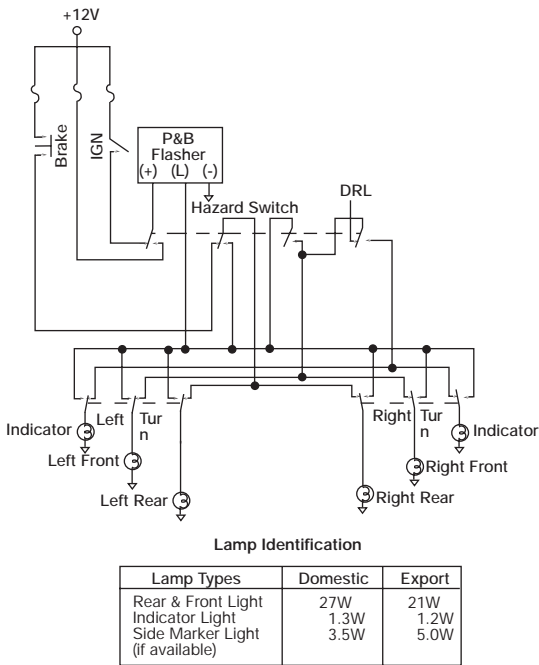 +12V
Brake
IGN
P&B
Flasher
(+) (L) (-)
Hazard Switch
DRL
Left Tur
n
Right Tur
n
Indicator
Indicator
Left Front
Right Front
Left Rear
Right Rear
Lamp Identification
Lamp Types Domestic Export
Rear & Front Light 27W 21W
Indicator Light 1.3W 1.2W
Side Marker Light 3.5W 5.0W
(if available)